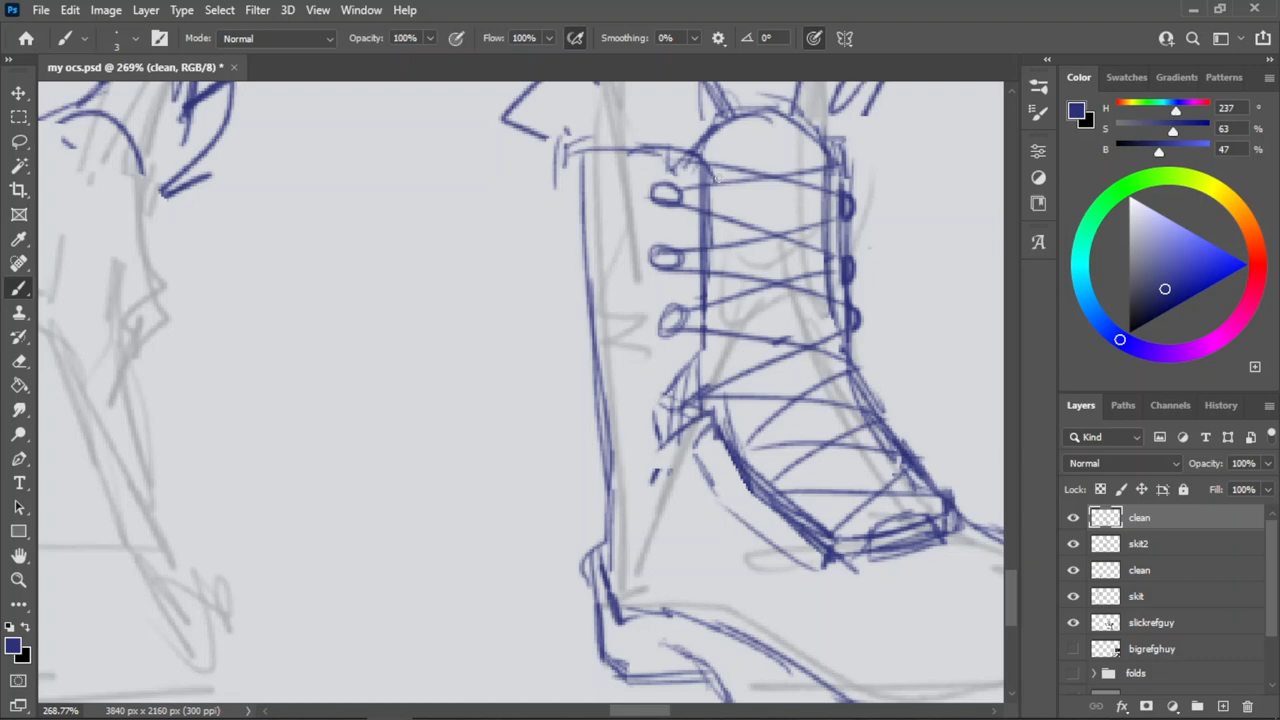 Ps File Edit Image Layer Type Select Filter 3D View Window Help
3 Mode: Normal Opacity: 100% Flow: 100% Smoothing: 0% 0°
my ocs.psd @ 269% (clean, RGB/8) *
Color Swatches Gradients Patterns
H 237 °
S 63 %
B 47 %
Layers Paths Channels History
Kind
Normal Opacity: 100%
Lock: Fill: 100%
clean
skit2
clean
skit
slickrefguy
bigrefghuy
folds
268.77% 3840 px x 2160 px (300 ppi)